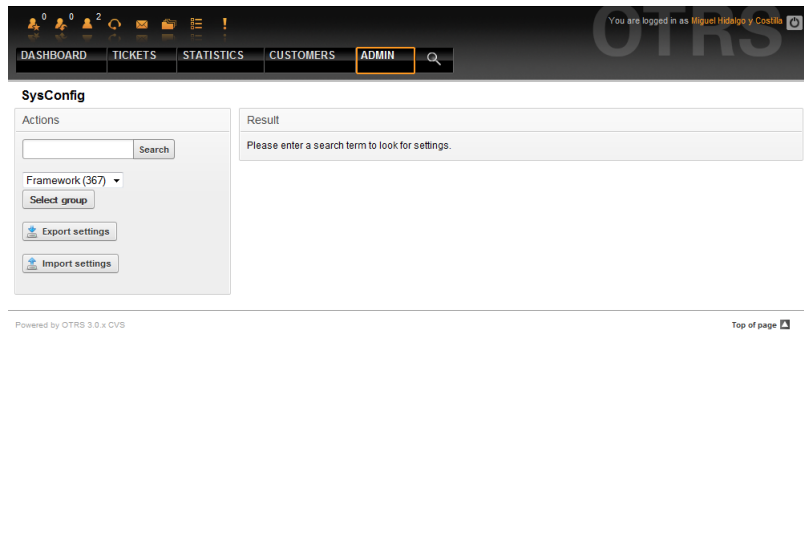 0 0 2
OTRS
You are logged in as Miguel Hidalgo y Costilla
DASHBOARD TICKETS STATISTICS CUSTOMERS ADMIN
SysConfig
Actions
Search
Framework (367)
Select group
Export settings
Import settings
Result
Please enter a search term to look for settings.
Powered by OTRS 3.0.x CVS
Top of page